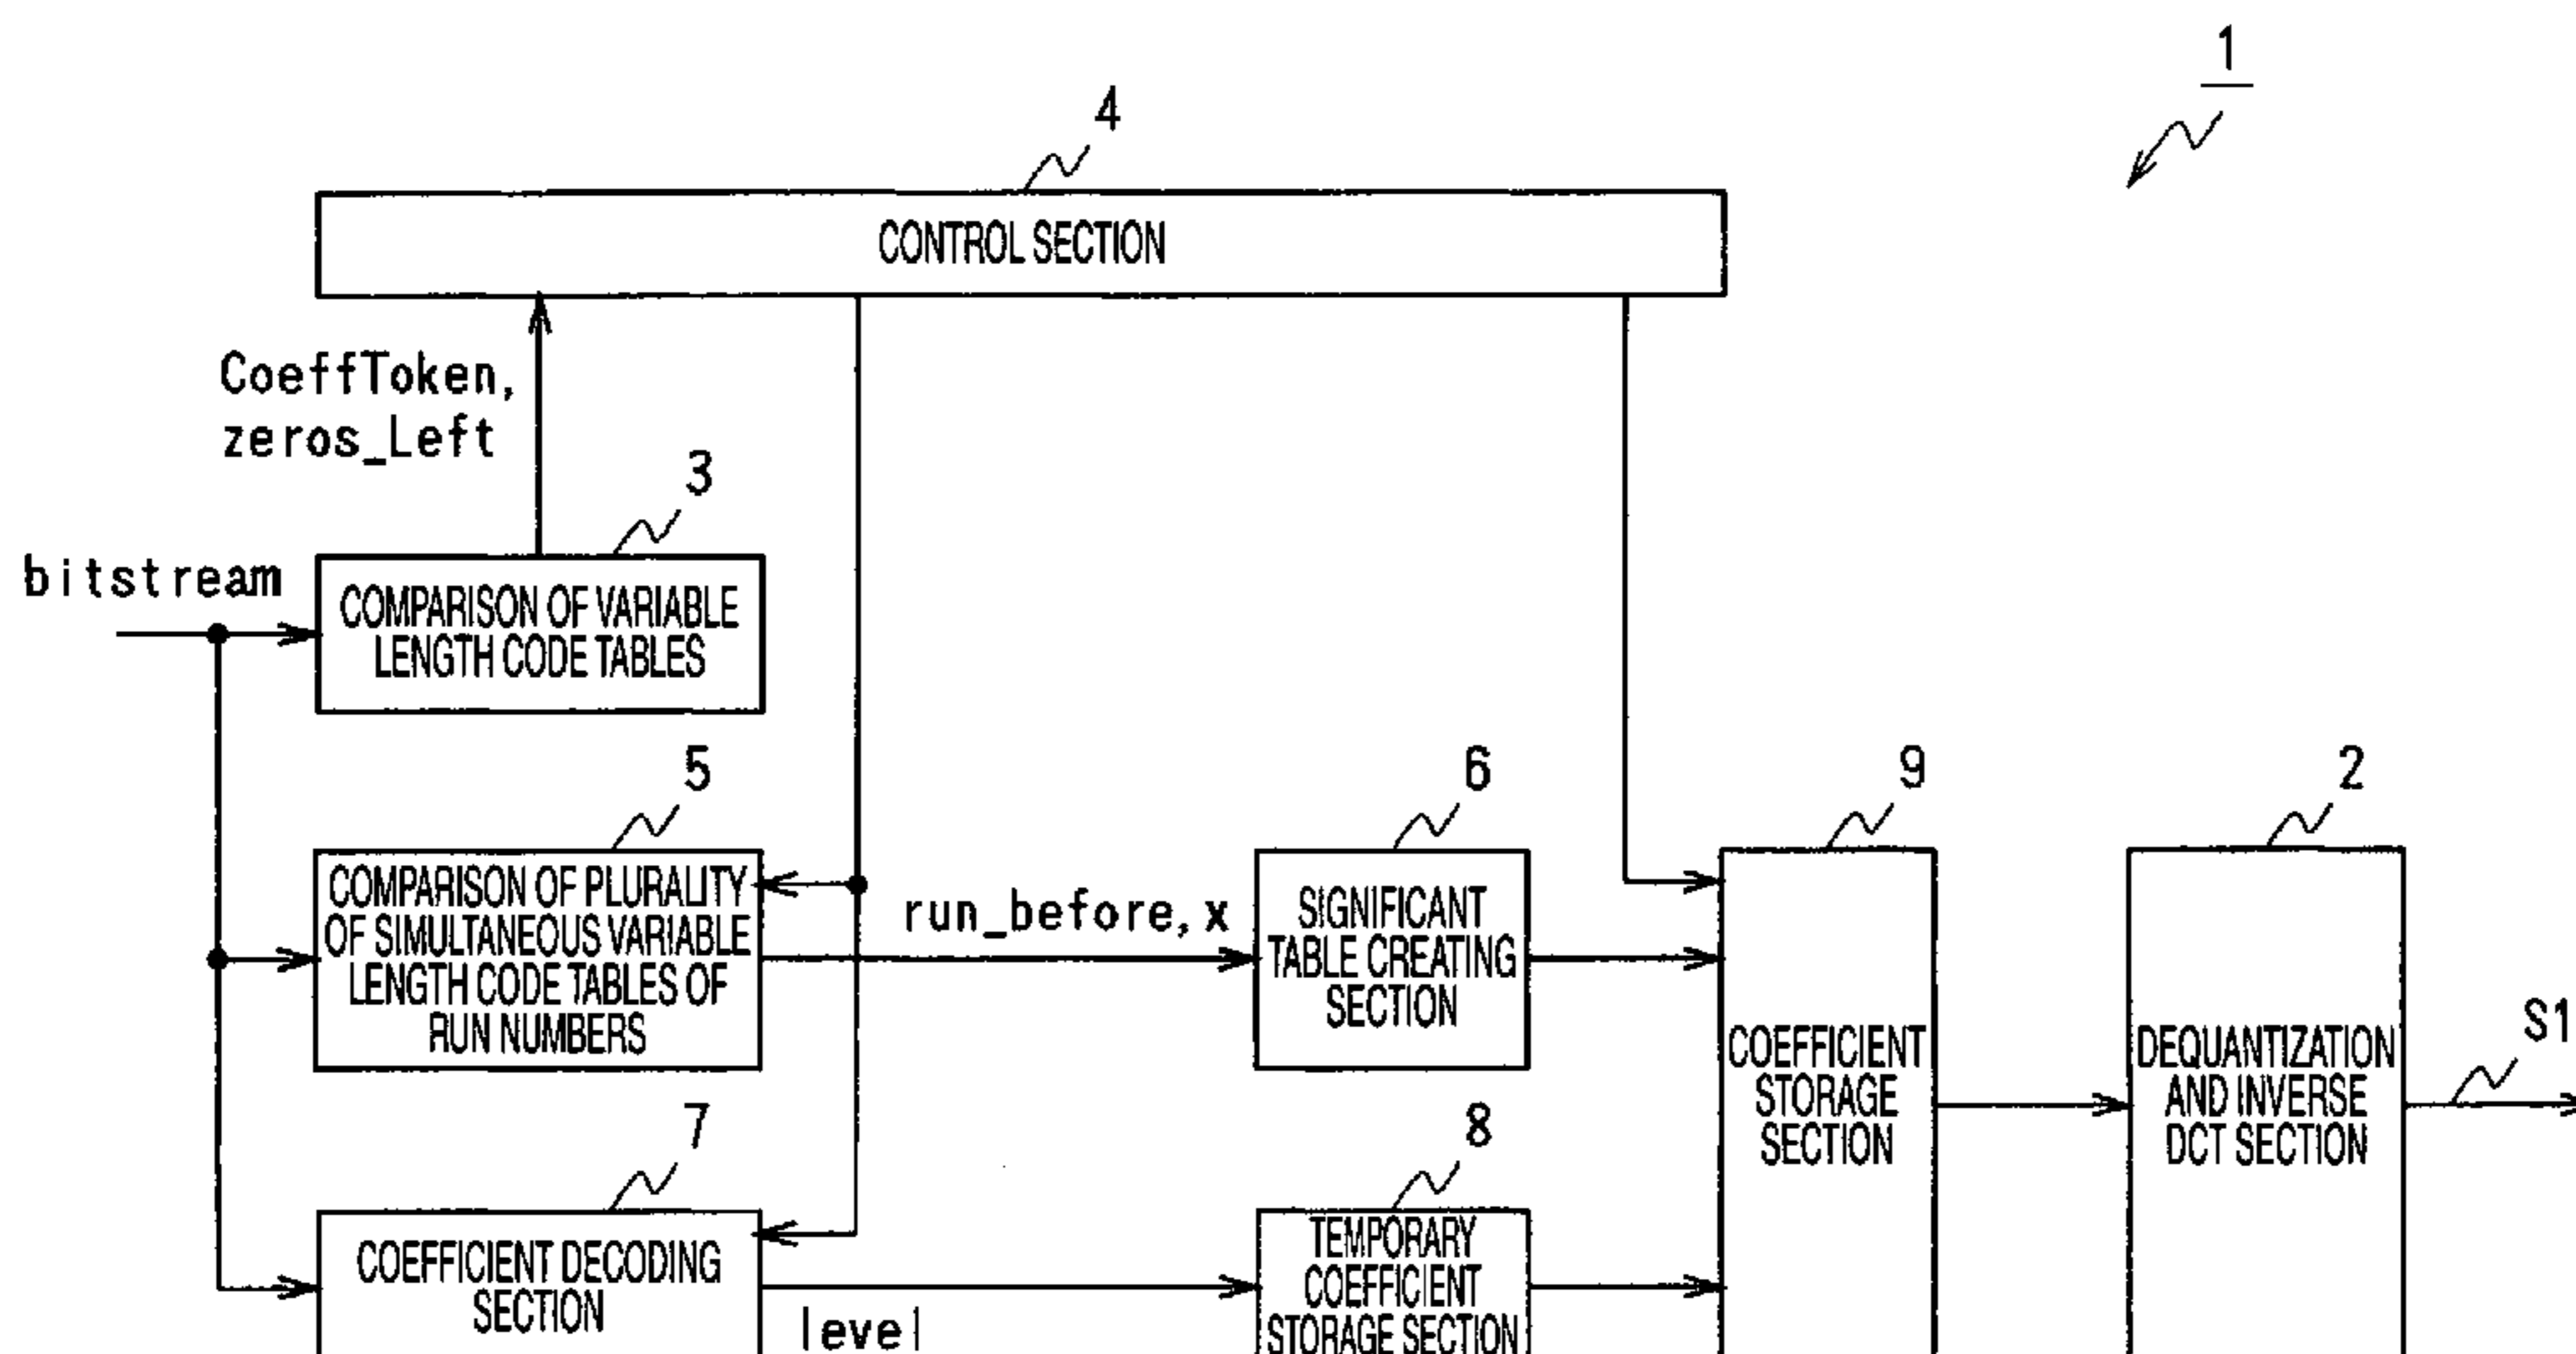 1
4
CONTROL SECTION
CoeffToken,
zeros_Left
3
bitstream
COMPARISON OF VARIABLE
LENGTH CODE TABLES
5
6
9
2
COMPARISON OF PLURALITY
OF SIMULTANEOUS VARIABLE
LENGTH CODE TABLES OF
RUN NUMBERS
run_before, x
SIGNIFICANT
TABLE CREATING
SECTION
COEFFICIENT
STORAGE
SECTION
DEQUANTIZATION
AND INVERSE
DCT SECTION
S1
7
8
COEFFICIENT DECODING
SECTION
level
TEMPORARY
COEFFICIENT
STORAGE SECTION